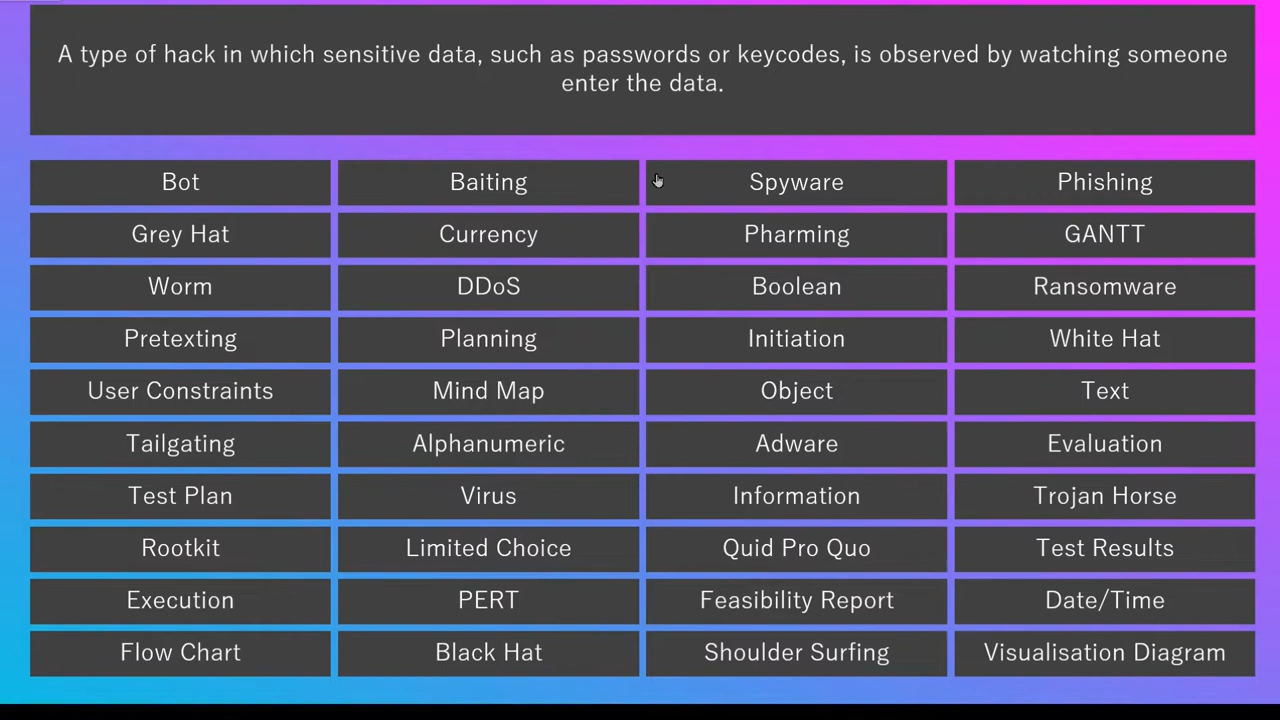 A type of hack in which sensitive data, such as passwords or keycodes, is observed by watching someone
enter the data.
Bot Baiting Spyware Phishing
Grey Hat Currency Pharming GANTT
Worm DDoS Boolean Ransomware
Pretexting Planning Initiation White Hat
User Constraints Mind Map Object Text
Tailgating Alphanumeric Adware Evaluation
Test Plan Virus Information Trojan Horse
Rootkit Limited Choice Quid Pro Quo Test Results
Execution PERT Feasibility Report Date/Time
Flow Chart Black Hat Shoulder Surfing Visualisation Diagram